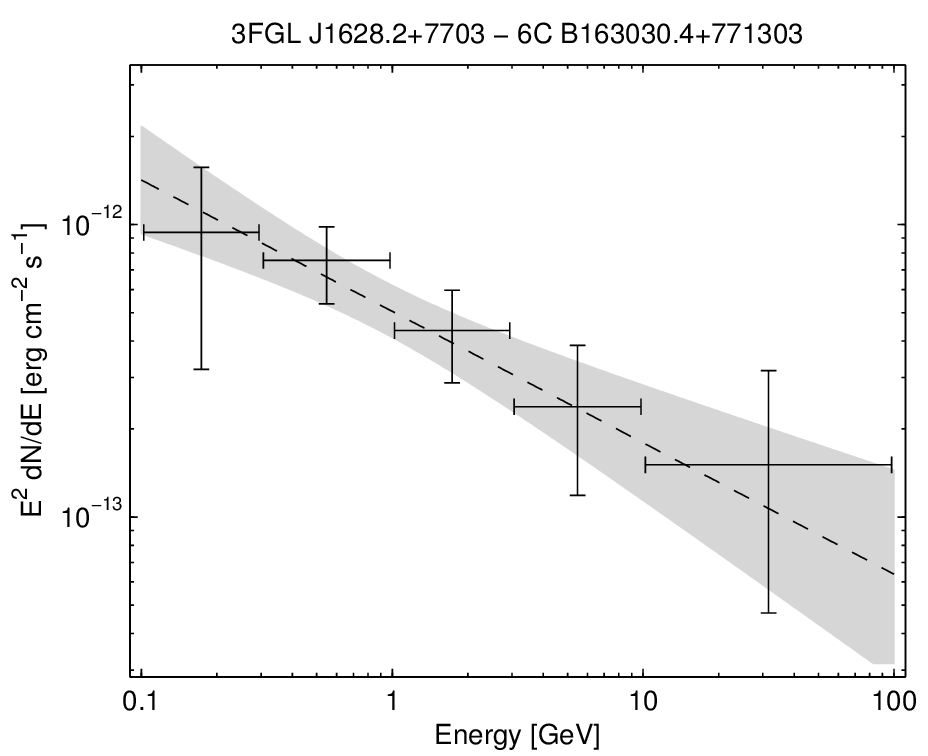 3FGL J1628.2+7703 − 6C B163030.4+771303
E² dN/dE [erg cm⁻² s⁻¹]
10⁻¹²
10⁻¹³
0.1 1 10 100
Energy [GeV]